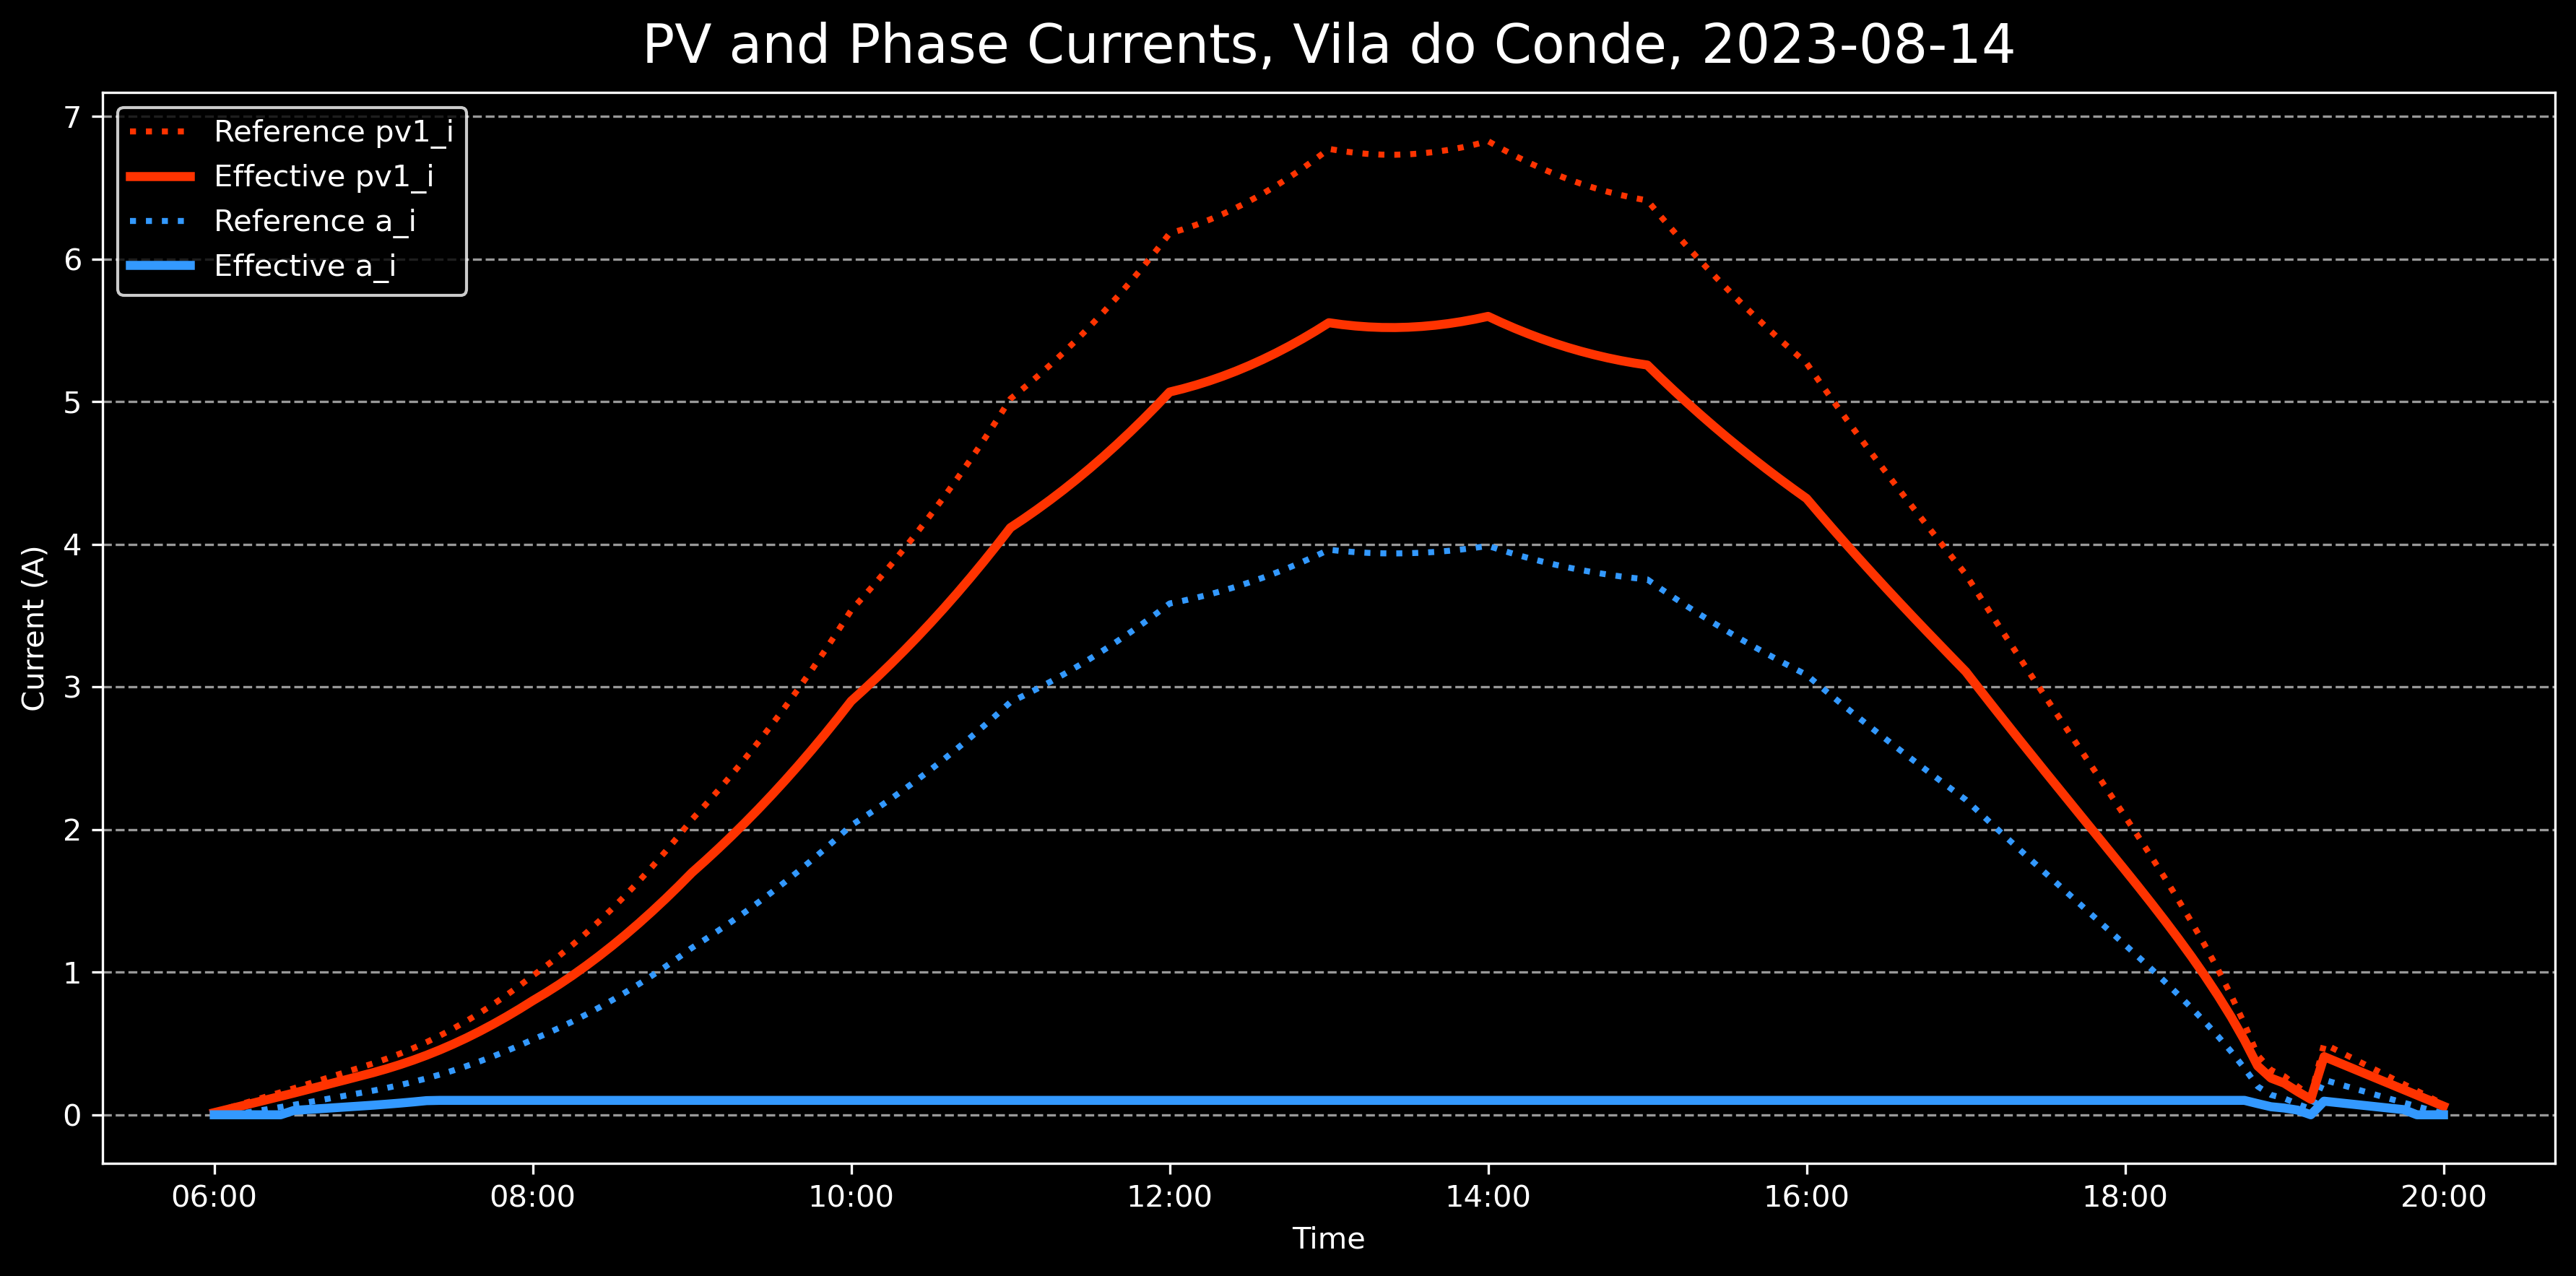 PV and Phase Currents, Vila do Conde, 2023-08-14
Reference pv1_i
Effective pv1_i
Reference a_i
Effective a_i
7
6
5
4
3
2
1
0
Current (A)
06:00 08:00 10:00 12:00 14:00 16:00 18:00 20:00
Time